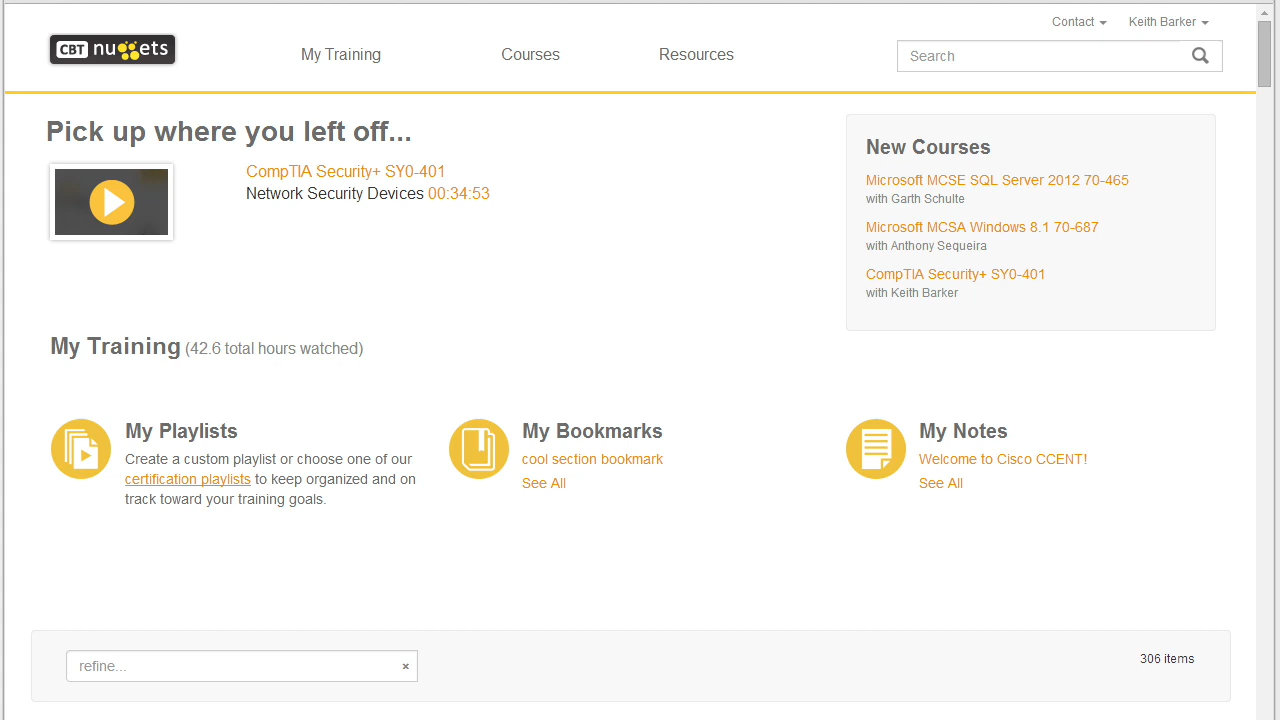 Contact Keith Barker
CBT nuggets
My Training Courses Resources
Search
Pick up where you left off...
CompTIA Security+ SY0-401
Network Security Devices 00:34:53
New Courses
Microsoft MCSE SQL Server 2012 70-465
with Garth Schulte
Microsoft MCSA Windows 8.1 70-687
with Anthony Sequeira
CompTIA Security+ SY0-401
with Keith Barker
My Training (42.6 total hours watched)
My Playlists
Create a custom playlist or choose one of our
certification playlists to keep organized and on
track toward your training goals.
My Bookmarks
cool section bookmark
See All
My Notes
Welcome to Cisco CCENT!
See All
refine... ×
306 items